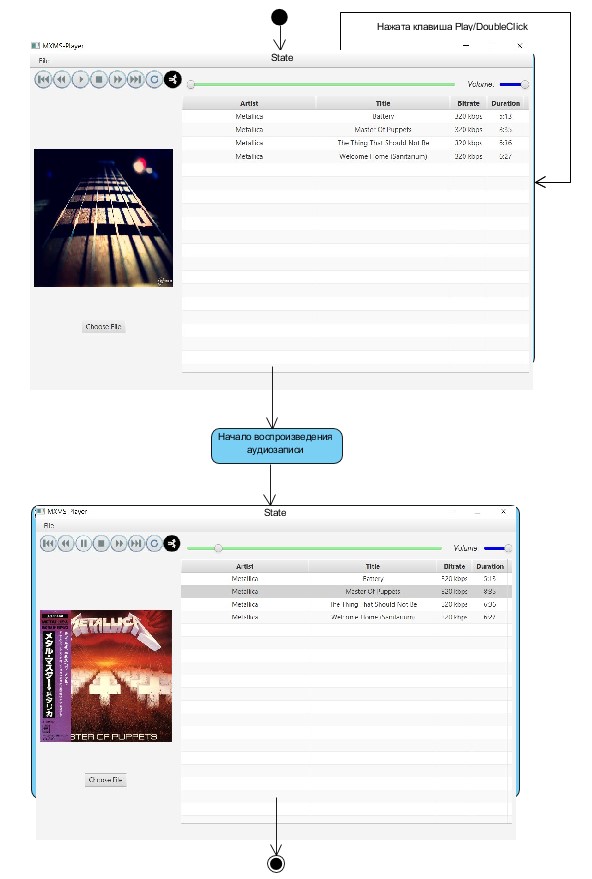 Нажата клавиша Play/DoubleClick
MXMS-Player
State
File
Volume:
Artist Title Bitrate Duration
Metallica Battery 320 kbps 5:13
Metallica Master Of Puppets 320 kbps 8:35
Metallica The Thing That Should Not Be 320 kbps 6:36
Metallica Welcome Home (Sanitarium) 320 kbps 6:27
Choose File
Начало воспроизведения
аудиозаписи
MXMS-Player
State
File
Volume
Artist Title Bitrate Duration
Metallica Battery 320 kbps 5:13
Metallica Master Of Puppets 320 kbps 8:35
Metallica The Thing That Should Not Be 320 kbps 6:36
Metallica Welcome Home (Sanitarium) 320 kbps 6:27
METALLICA
メタル・マスター メタリカ
STER OF PUPPETS
Choose File